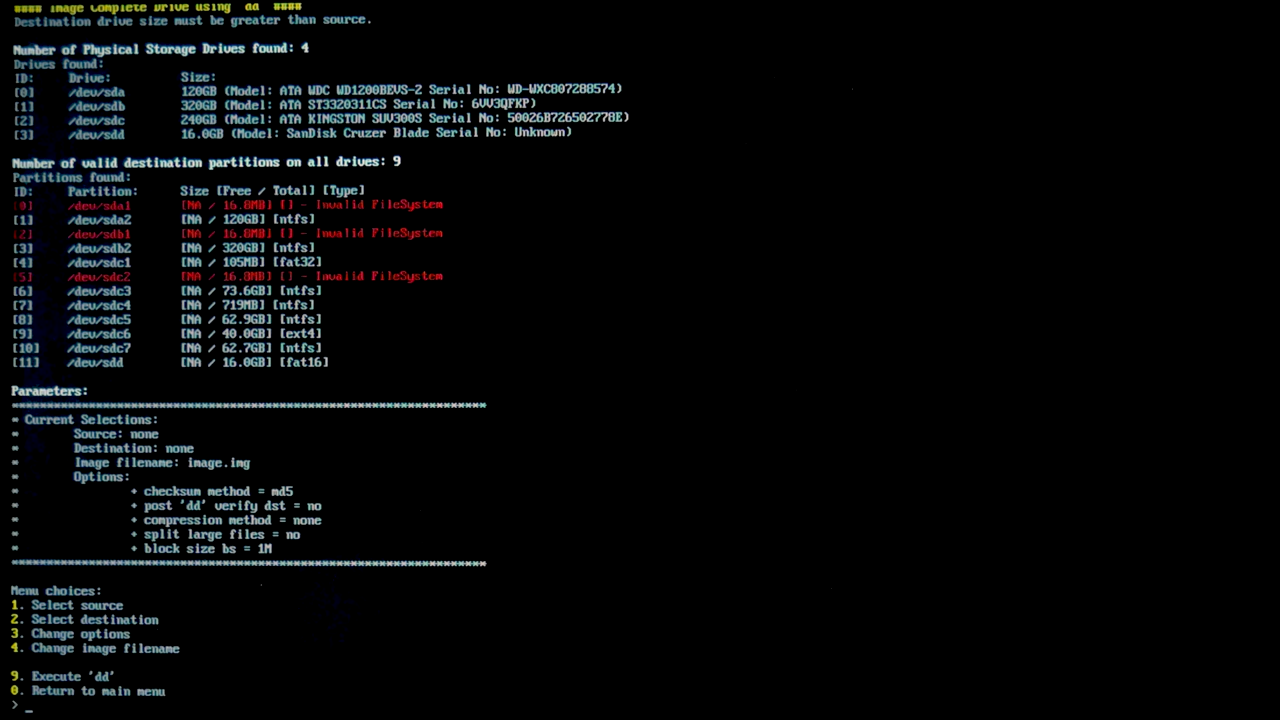 #### Image Complete Drive using 'dd' ####
Destination drive size must be greater than source.
Number of Physical Storage Drives found: 4
Drives found:
ID: Drive: Size:
[0] /dev/sda 120GB (Model: ATA WDC WD1200BEVS-2 Serial No: WD-WXC807288574)
[1] /dev/sdb 320GB (Model: ATA ST3320311CS Serial No: 6VV3QFKP)
[2] /dev/sdc 240GB (Model: ATA KINGSTON SUV300S Serial No: 50026B726502778E)
[3] /dev/sdd 16.0GB (Model: SanDisk Cruzer Blade Serial No: Unknown)
Number of valid destination partitions on all drives: 9
Partitions found:
ID: Partition: Size [Free / Total] [Type]
[0] /dev/sda1 [NA / 16.8MB] [] - Invalid FileSystem
[1] /dev/sda2 [NA / 120GB] [ntfs]
[2] /dev/sdb1 [NA / 16.8MB] [] - Invalid FileSystem
[3] /dev/sdb2 [NA / 320GB] [ntfs]
[4] /dev/sdc1 [NA / 105MB] [fat32]
[5] /dev/sdc2 [NA / 16.8MB] [] - Invalid FileSystem
[6] /dev/sdc3 [NA / 73.6GB] [ntfs]
[7] /dev/sdc4 [NA / 719MB] [ntfs]
[8] /dev/sdc5 [NA / 62.9GB] [ntfs]
[9] /dev/sdc6 [NA / 40.0GB] [ext4]
[10] /dev/sdc7 [NA / 62.7GB] [ntfs]
[11] /dev/sdd [NA / 16.0GB] [fat16]
Parameters:
********************************************************************
* Current Selections:
* Source: none
* Destination: none
* Image filename: image.img
* Options:
* + checksum method = md5
* + post 'dd' verify dst = no
* + compression method = none
* + split large files = no
* + block size bs = 1M
********************************************************************
Menu choices:
1. Select source
2. Select destination
3. Change options
4. Change image filename
9. Execute 'dd'
0. Return to main menu
> _